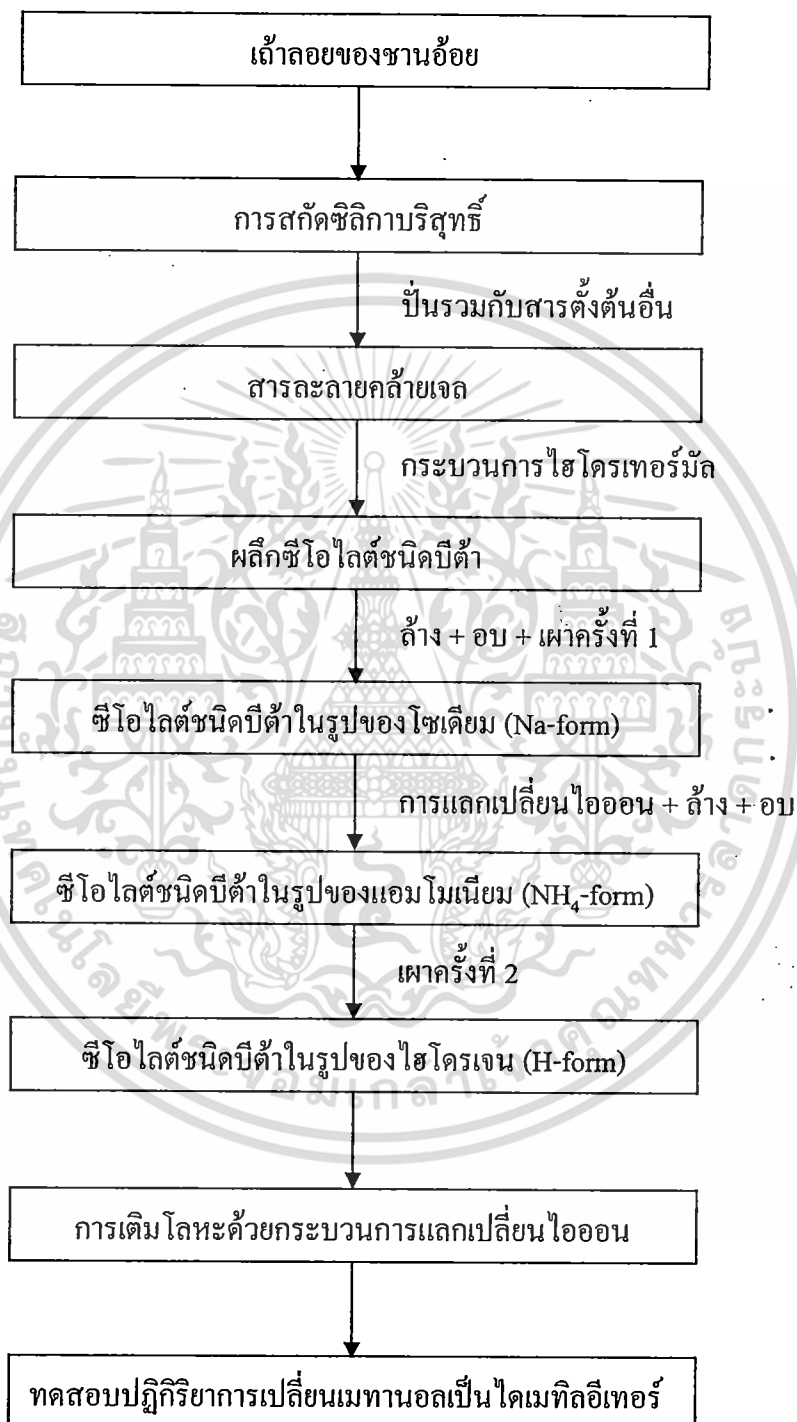 เถ้าลอยของชานอ้อย
การสกัดซิลิกาบริสุทธิ์
ปั่นรวมกับสารตั้งต้นอื่น
สารละลายคล้ายเจล
กระบวนการไฮโดรเทอร์มัล
ผลึกซีโอไลต์ชนิดบีต้า
ล้าง + อบ + เผาครั้งที่ 1
ซีโอไลต์ชนิดบีต้าในรูปของโซเดียม (Na-form)
การแลกเปลี่ยนไอออน + ล้าง + อบ
ซีโอไลต์ชนิดบีต้าในรูปของแอมโมเนียม (NH₄-form)
เผาครั้งที่ 2
ซีโอไลต์ชนิดบีต้าในรูปของไฮโดรเจน (H-form)
การเติมโลหะด้วยกระบวนการแลกเปลี่ยนไอออน
ทดสอบปฏิกิริยาการเปลี่ยนเมทานอลเป็นไดเมทิลอีเทอร์